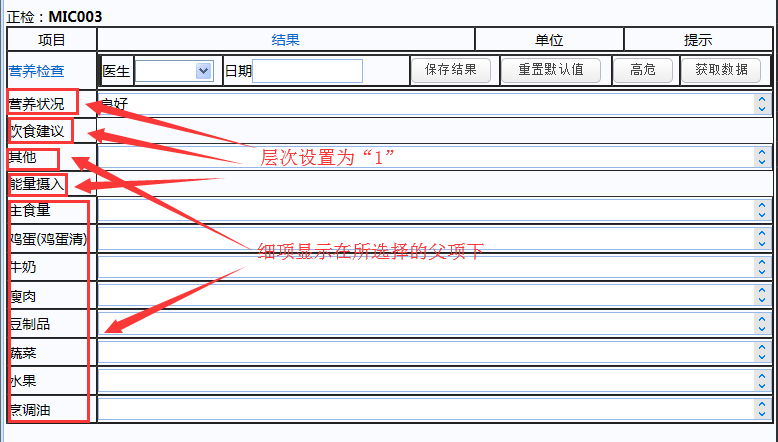 正检：MIC003
项目 结果 单位 提示
营养检查 医生 日期 保存结果 重置默认值 高危 获取数据
营养状况 良好
饮食建议
其他 层次设置为“1”
能量摄入
主食量
鸡蛋(鸡蛋清) 细项显示在所选择的父项下
牛奶
瘦肉
豆制品
蔬菜
水果
烹调油